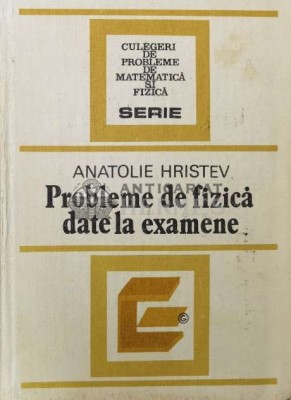 CULEGERI
DE
PROBLEME
DE
MATEMATICĂ
ȘI
FIZICĂ
SERIE
ANATOLIE HRISTEV
ANTICARIAT
Probleme de fizică
date la examene
E
G